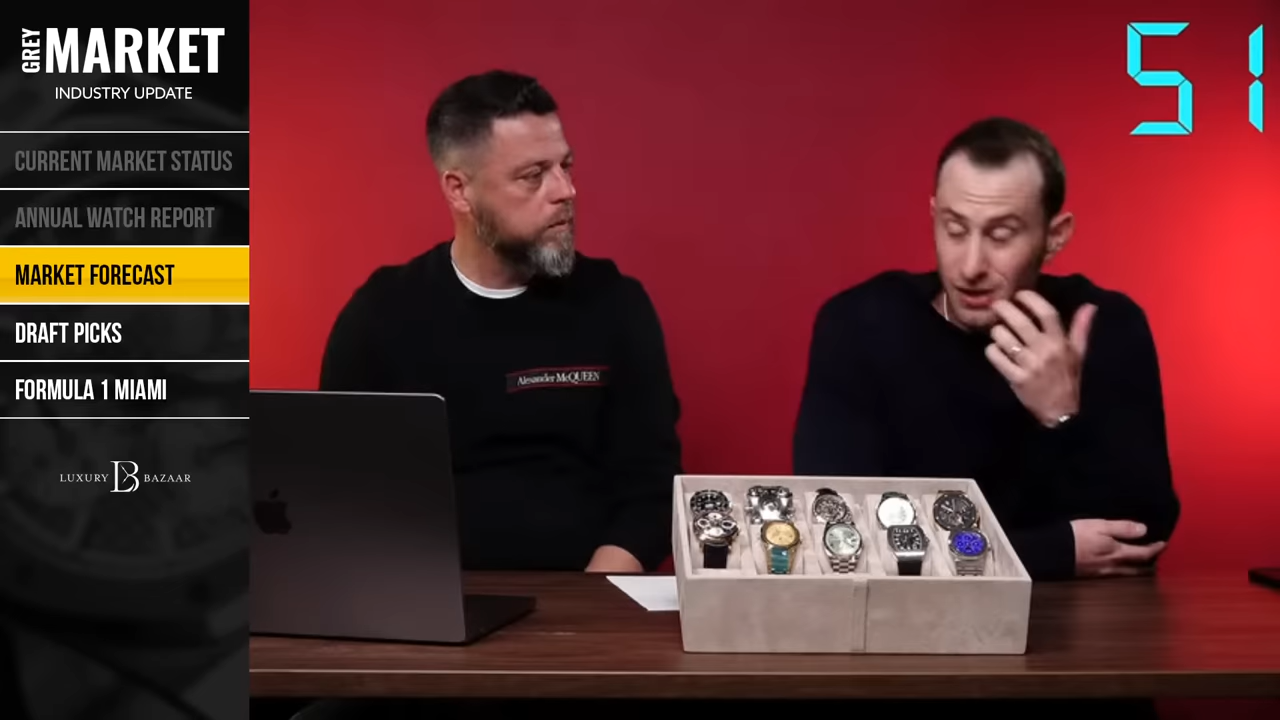 GREY
MARKET
INDUSTRY UPDATE
CURRENT MARKET STATUS
ANNUAL WATCH REPORT
MARKET FORECAST
DRAFT PICKS
FORMULA 1 MIAMI
LUXURY LB BAZAAR
51
Alexander McQUEEN